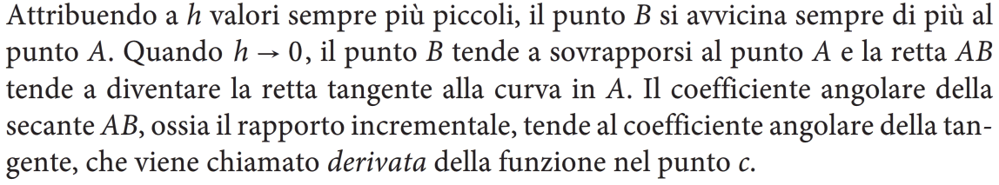 Attribuendo a h valori sempre più piccoli, il punto B si avvicina sempre di più al
punto A. Quando h → 0, il punto B tende a sovrapporsi al punto A e la retta AB
tende a diventare la retta tangente alla curva in A. Il coefficiente angolare della
secante AB, ossia il rapporto incrementale, tende al coefficiente angolare della tan-
gente, che viene chiamato derivata della funzione nel punto c.